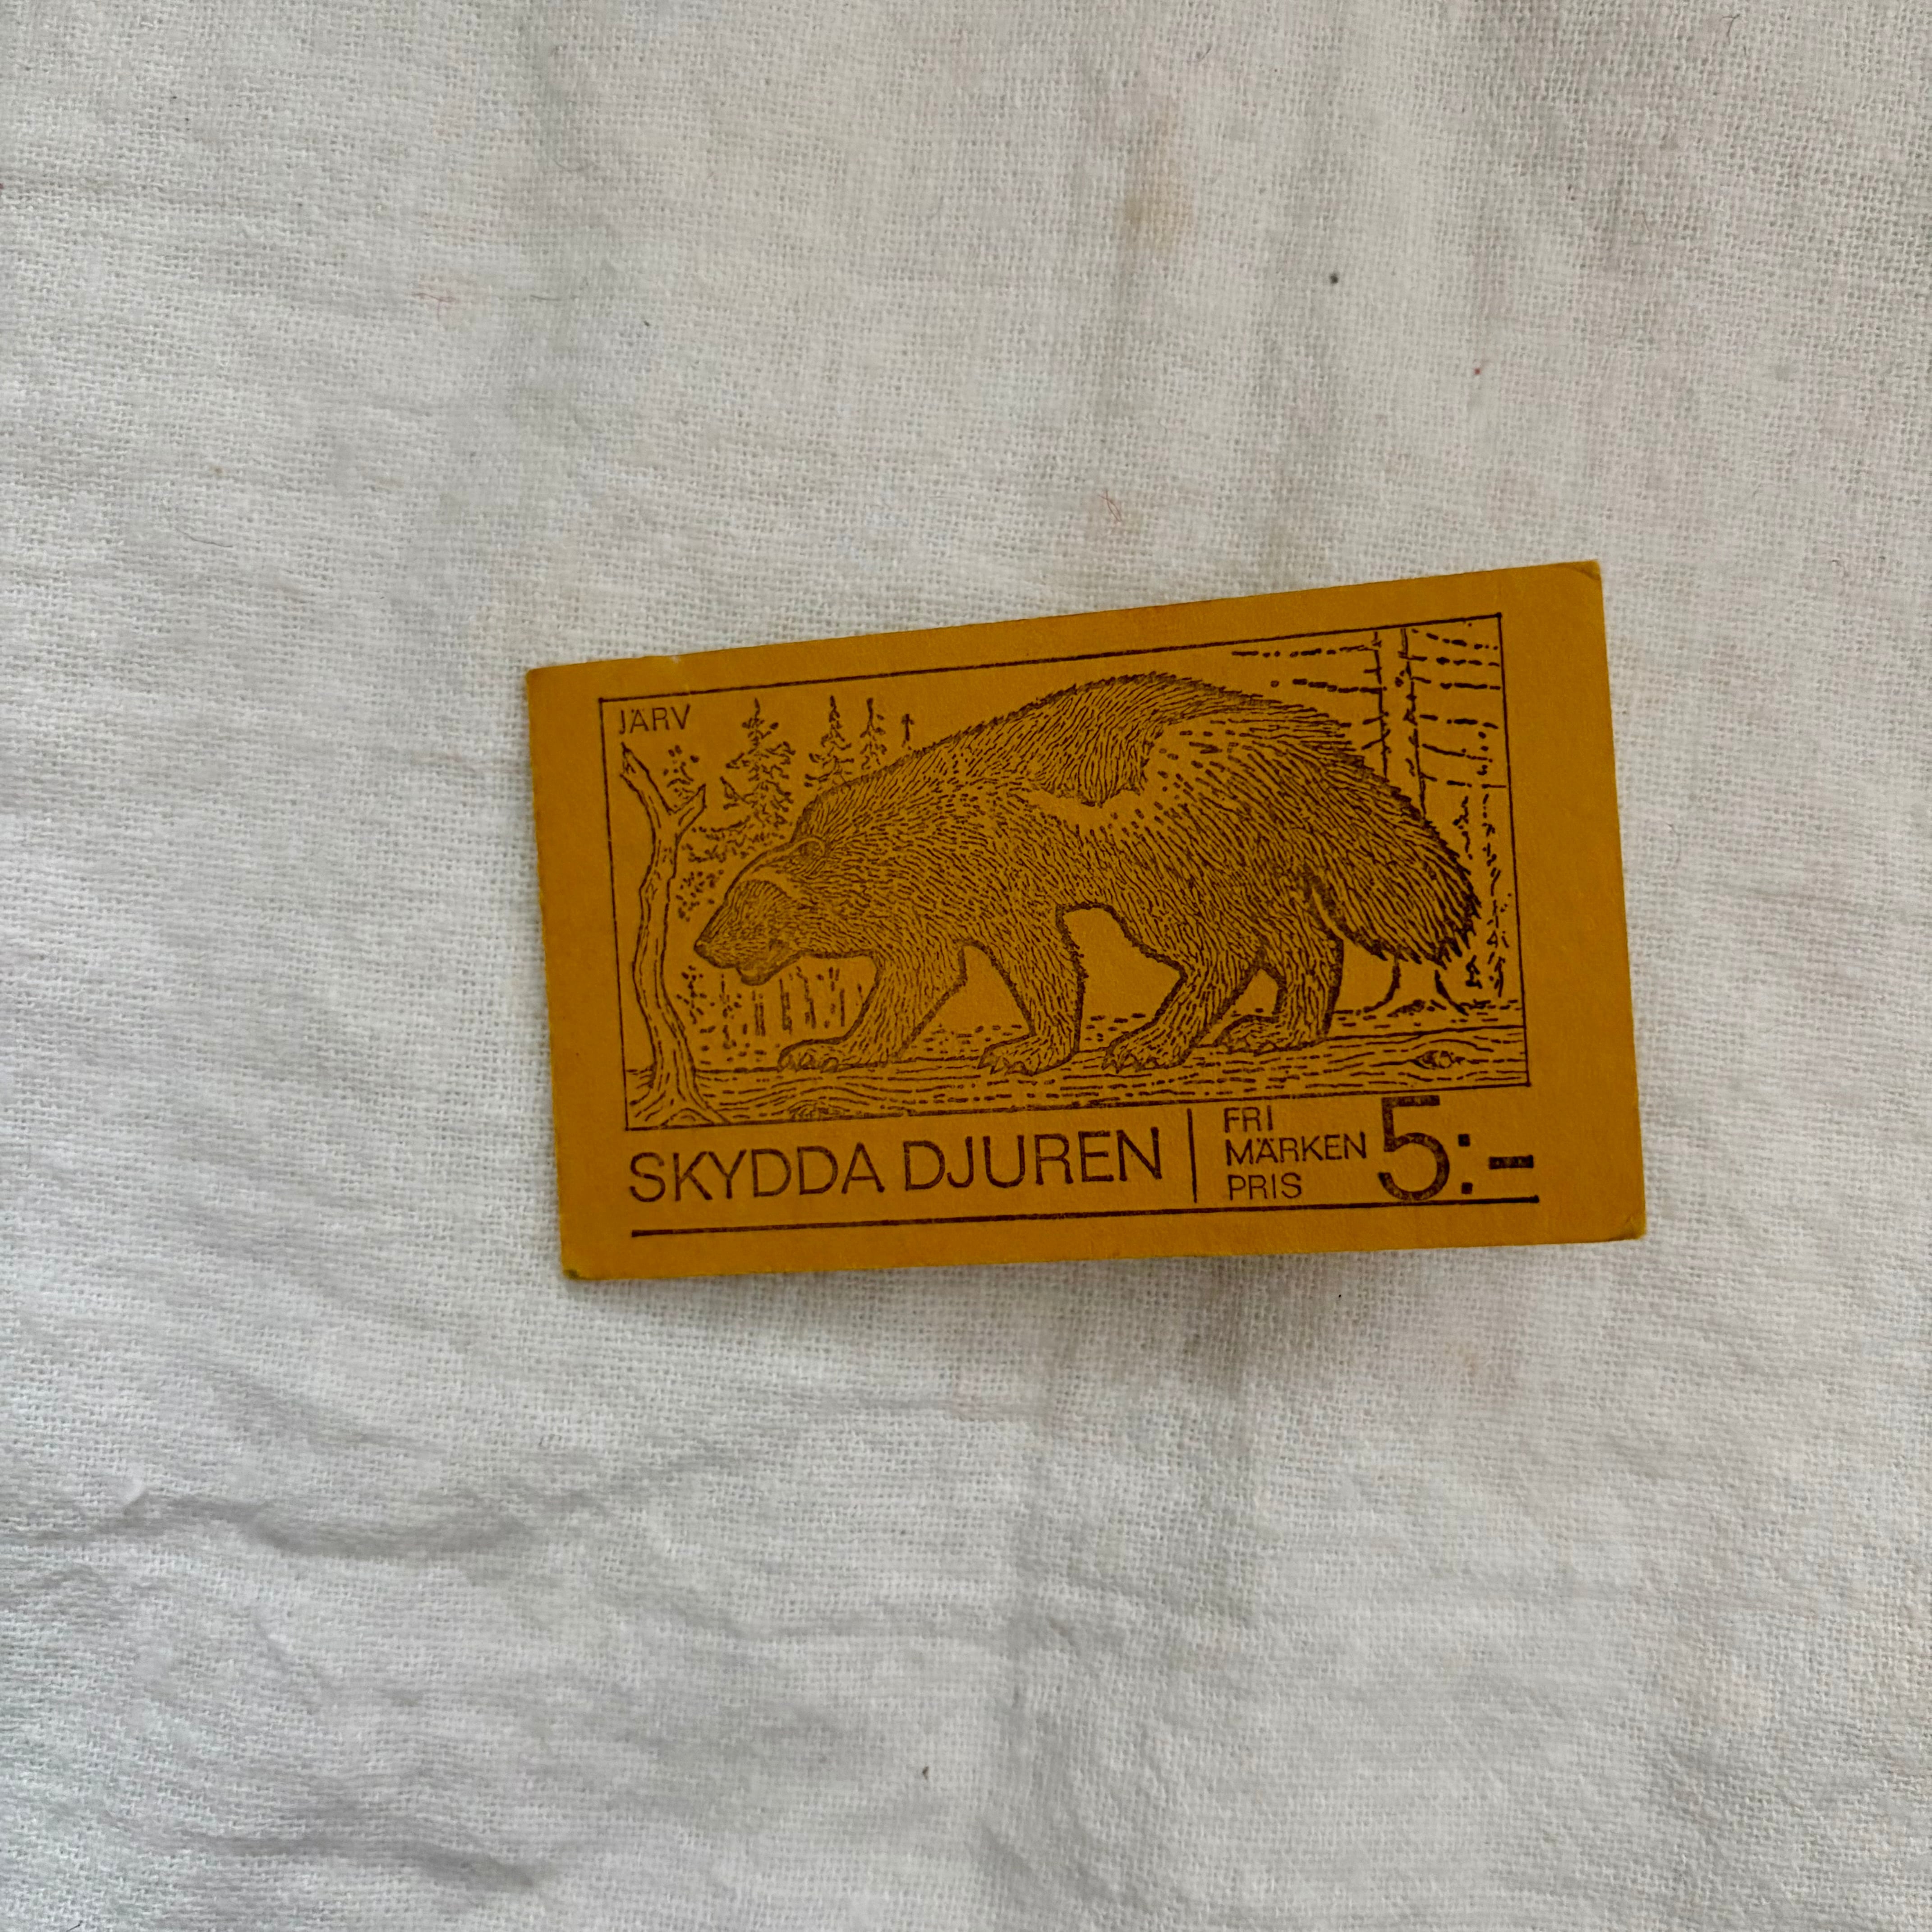 JÄRV
SKYDDA DJUREN
FRI
MÄRKEN
PRIS
5:-